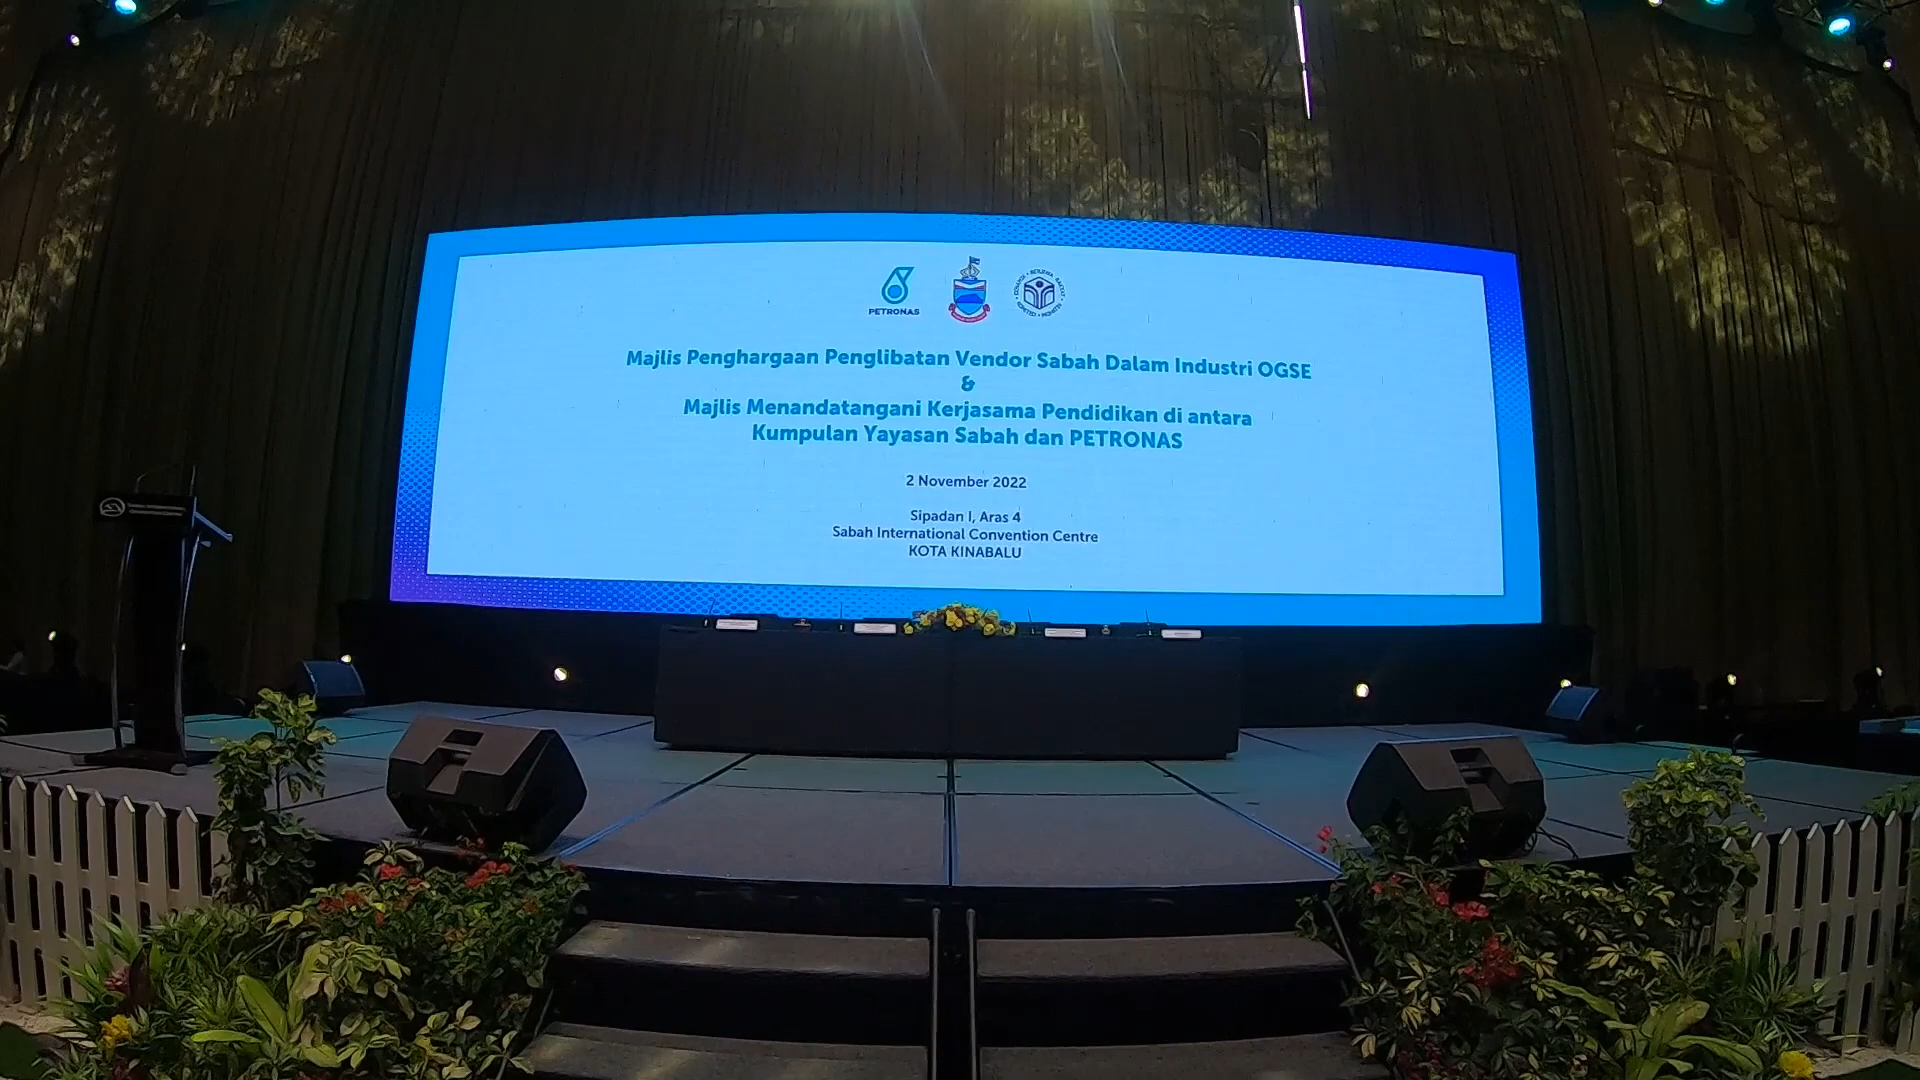 PETRONAS
Majlis Penghargaan Penglibatan Vendor Sabah Dalam Industri OGSE
&
Majlis Menandatangani Kerjasama Pendidikan di antara
Kumpulan Yayasan Sabah dan PETRONAS
2 November 2022
Sipadan I, Aras 4
Sabah International Convention Centre
KOTA KINABALU